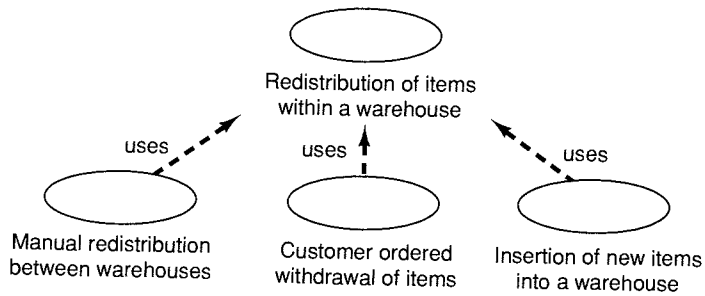 Redistribution of items
within a warehouse
uses
uses
uses
Manual redistribution
between warehouses
Customer ordered
withdrawal of items
Insertion of new items
into a warehouse